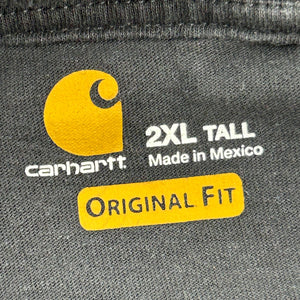 2XL TALL
Made in Mexico
carhartt
ORIGINAL FIT